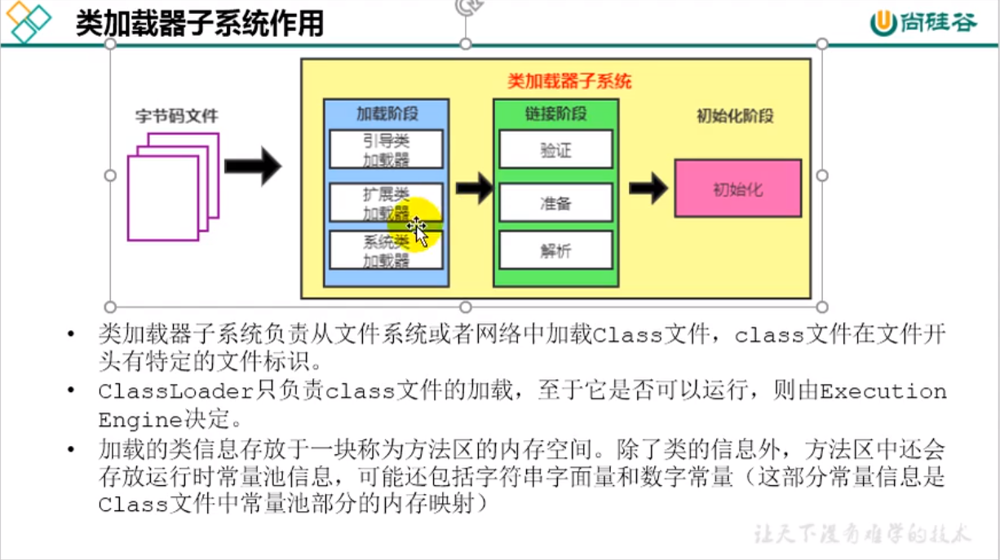 类加载器子系统作用
尚硅谷
类加载器子系统
字节码文件
加载阶段
引导类
加载器
扩展类
加载器
系统类
加载器
链接阶段
验证
准备
解析
初始化阶段
初始化
• 类加载器子系统负责从文件系统或者网络中加载Class文件，class文件在文件开
头有特定的文件标识。
• ClassLoader只负责class文件的加载，至于它是否可以运行，则由Execution
Engine决定。
• 加载的类信息存放于一块称为方法区的内存空间。除了类的信息外，方法区中还会
存放运行时常量池信息，可能还包括字符串字面量和数字常量（这部分常量信息是
Class文件中常量池部分的内存映射）
让天下没有难学的技术